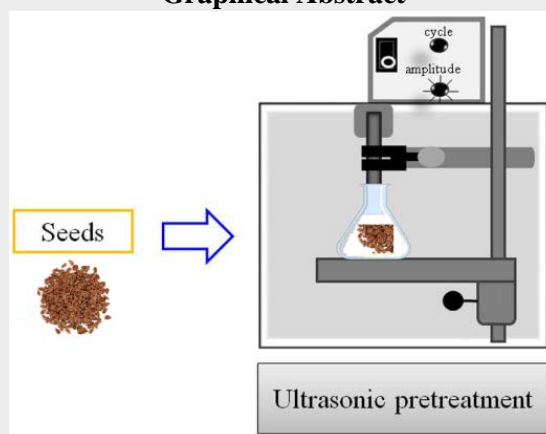 Graphical Abstract
cycle
amplitude
Seeds
Ultrasonic pretreatment